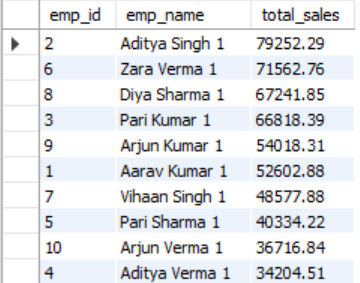 emp_id emp_name total_sales
2 Aditya Singh 1 79252.29
6 Zara Verma 1 71562.76
8 Diya Sharma 1 67241.85
3 Pari Kumar 1 66818.39
9 Arjun Kumar 1 54018.31
1 Aarav Kumar 1 52602.88
7 Vihaan Singh 1 48577.88
5 Pari Sharma 1 40334.22
10 Arjun Verma 1 36716.84
4 Aditya Verma 1 34204.51